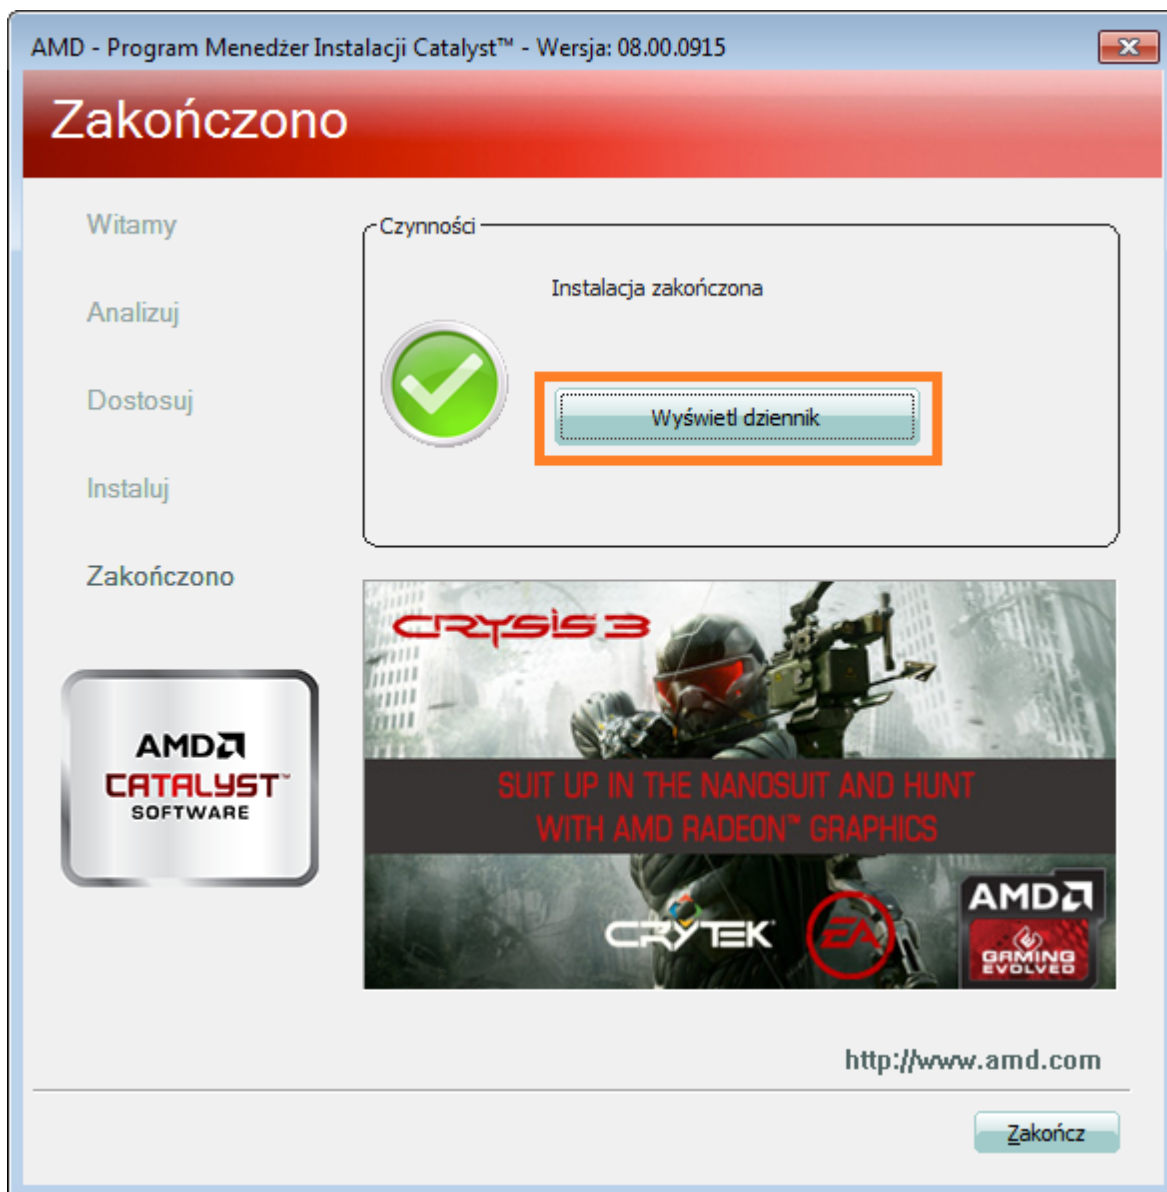 AMD - Program Menedżer Instalacji Catalyst™ - Wersja: 08.00.0915
Zakończono
Witamy
Analizuj
Dostosuj
Instaluj
Zakończono
Czynności
Instalacja zakończona
Wyświetl dziennik
AMD
CATALYST™
SOFTWARE
CRYSIS 3
SUIT UP IN THE NANOSUIT AND HUNT
WITH AMD RADEON™ GRAPHICS
CRYTEK
EA
AMD
GAMING
EVOLVED
http://www.amd.com
Zakończ